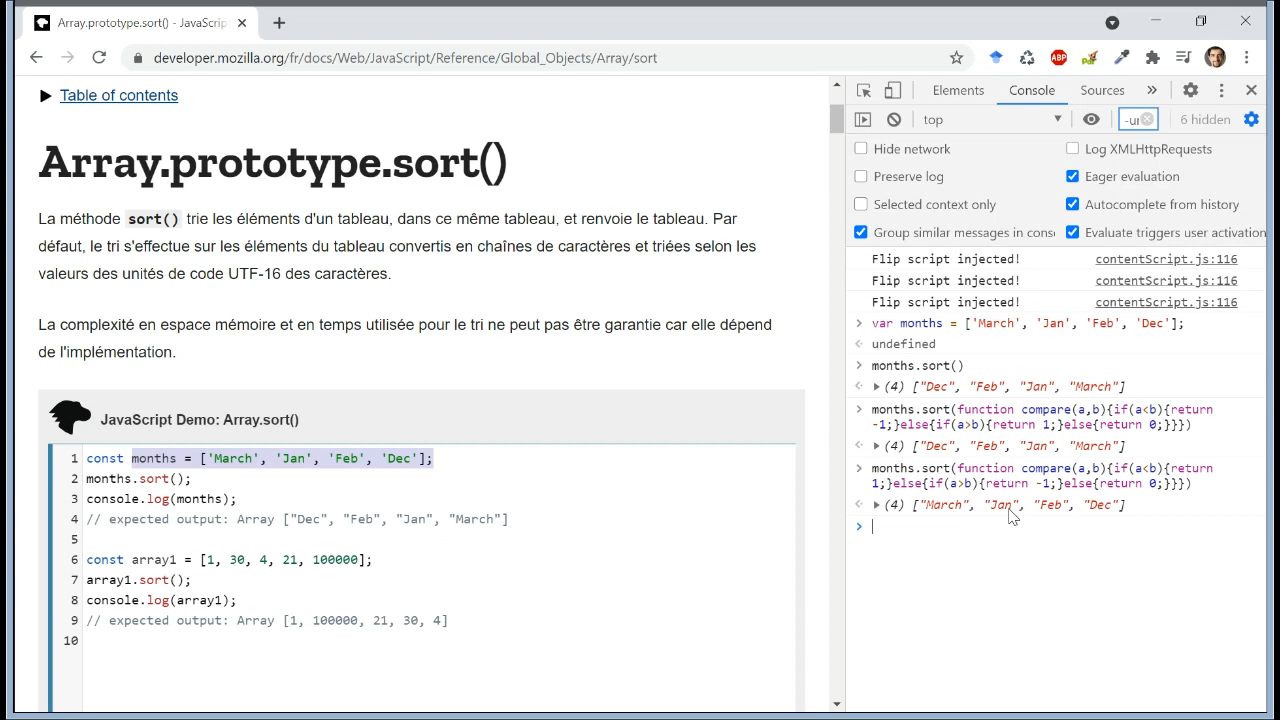 Array.prototype.sort() - JavaScrip
developer.mozilla.org/fr/docs/Web/JavaScript/Reference/Global_Objects/Array/sort
ABP
Table of contents
Array.prototype.sort()
La méthode sort() trie les éléments d'un tableau, dans ce même tableau, et renvoie le tableau. Par
défaut, le tri s'effectue sur les éléments du tableau convertis en chaînes de caractères et triées selon les
valeurs des unités de code UTF-16 des caractères.
La complexité en espace mémoire et en temps utilisée pour le tri ne peut pas être garantie car elle dépend
de l'implémentation.
JavaScript Demo: Array.sort()
1 const months = ['March', 'Jan', 'Feb', 'Dec'];
2 months.sort();
3 console.log(months);
4 // expected output: Array ["Dec", "Feb", "Jan", "March"]
5
6 const array1 = [1, 30, 4, 21, 100000];
7 array1.sort();
8 console.log(array1);
9 // expected output: Array [1, 100000, 21, 30, 4]
10
Elements Console Sources »
top -ur 6 hidden
Hide network Log XMLHttpRequests
Preserve log Eager evaluation
Selected context only Autocomplete from history
Group similar messages in conso Evaluate triggers user activation
Flip script injected! contentScript.js:116
Flip script injected! contentScript.js:116
Flip script injected! contentScript.js:116
> var months = ['March', 'Jan', 'Feb', 'Dec'];
undefined
> months.sort()
(4) ["Dec", "Feb", "Jan", "March"]
> months.sort(function compare(a,b){if(a<b){return
-1;}else{if(a>b){return 1;}else{return 0;}}})
(4) ["Dec", "Feb", "Jan", "March"]
> months.sort(function compare(a,b){if(a<b){return
1;}else{if(a>b){return -1;}else{return 0;}}})
(4) ["March", "Jan", "Feb", "Dec"]
>